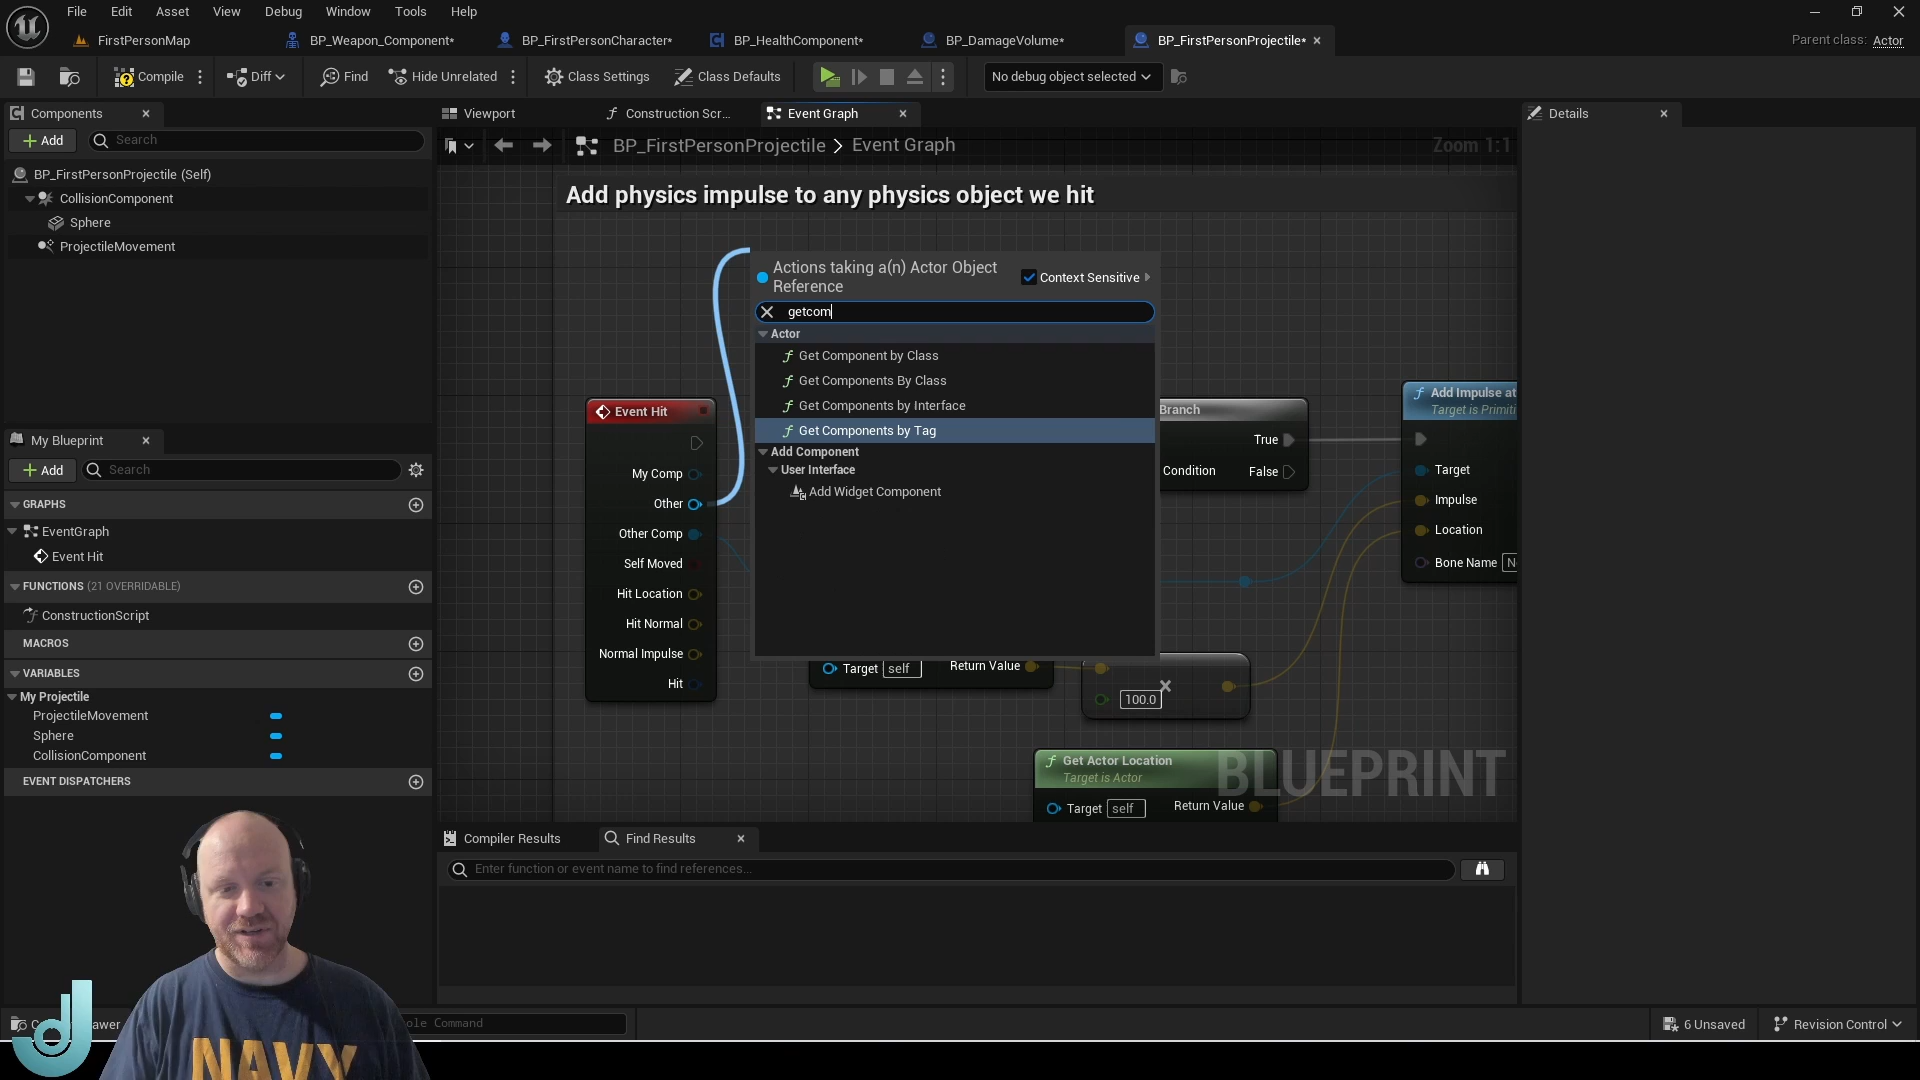 File Edit Asset View Debug Window Tools Help
FirstPersonMap BP_Weapon_Component* BP_FirstPersonCharacter* BP_HealthComponent* BP_DamageVolume* BP_FirstPersonProjectile* Parent class: Actor
Compile Diff Find Hide Unrelated Class Settings Class Defaults No debug object selected
Components
Add Search
BP_FirstPersonProjectile (Self)
CollisionComponent
Sphere
ProjectileMovement
My Blueprint
Add Search
GRAPHS
EventGraph
Event Hit
FUNCTIONS (21 OVERRIDABLE)
ConstructionScript
MACROS
VARIABLES
My Projectile
ProjectileMovement
Sphere
CollisionComponent
EVENT DISPATCHERS
Viewport Construction Scr... Event Graph
BP_FirstPersonProjectile > Event Graph Zoom 1:1
Add physics impulse to any physics object we hit
Actions taking a(n) Actor Object
Reference
Context Sensitive
getcom
Actor
Get Component by Class
Get Components By Class
Get Components by Interface
Get Components by Tag
Add Component
User Interface
Add Widget Component
Event Hit
My Comp
Other
Other Comp
Self Moved
Hit Location
Hit Normal
Normal Impulse
Hit
Branch
True
Condition False
Add Impulse at
Target is Primiti
Target
Impulse
Location
Bone Name
Target self Return Value
100.0
Get Actor Location
Target is Actor
Target self Return Value
BLUEPRINT
Compiler Results Find Results
Enter function or event name to find references...
Details
6 Unsaved Revision Control
NAVY